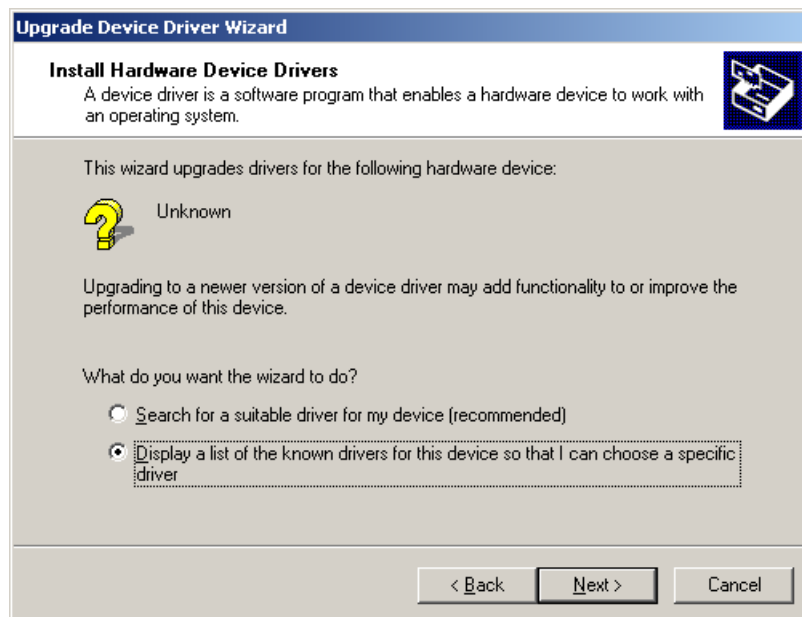 Upgrade Device Driver Wizard
Install Hardware Device Drivers
A device driver is a software program that enables a hardware device to work with
an operating system.
This wizard upgrades drivers for the following hardware device:
Unknown
Upgrading to a newer version of a device driver may add functionality to or improve the
performance of this device.
What do you want the wizard to do?
Search for a suitable driver for my device (recommended)
Display a list of the known drivers for this device so that I can choose a specific
driver
< Back Next > Cancel